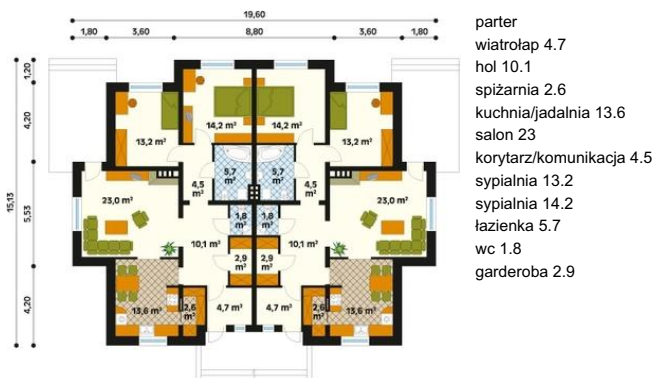 19,60
1,80 3,60 8,80 3,60 1,80
parter
wiatrołap 4.7
hol 10.1
spiżarnia 2.6
kuchnia/jadalnia 13.6
salon 23
korytarz/komunikacja 4.5
sypialnia 13.2
sypialnia 14.2
łazienka 5.7
wc 1.8
garderoba 2.9
15,13
1,20
4,20
5,53
4,20
14,2 m² 14,2 m²
13,2 m² 13,2 m²
5,7 m² 5,7 m²
4,5 m² 4,5 m²
23,0 m² 23,0 m²
1,8 m² 1,8 m²
10,1 m² 10,1 m²
2,9 m² 2,9 m²
13,6 m² 2,6 m² 4,7 m² 4,7 m² 2,6 m² 13,6 m²